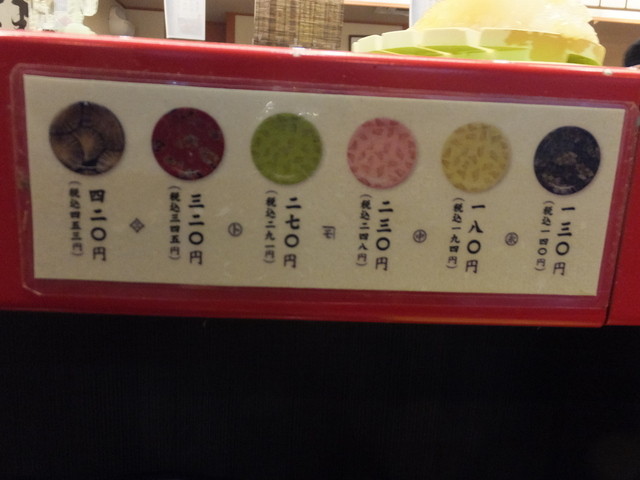 一三〇円
(税込一四〇円)
一八〇円
(税込一九四円)
二三〇円
(税込二四八円)
二七〇円
(税込二九一円)
三二〇円
(税込三四五円)
四二〇円
(税込四五三円)